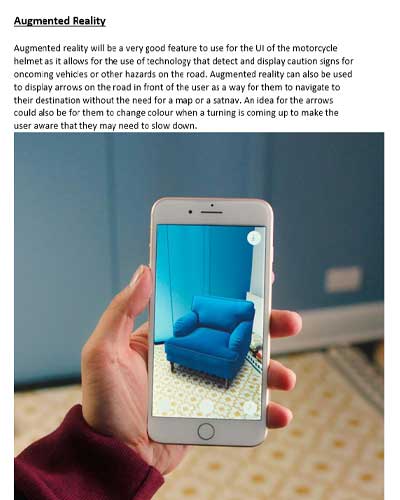 Augmented Reality
Augmented reality will be a very good feature to use for the UI of the motorcycle
helmet as it allows for the use of technology that detect and display caution signs for
oncoming vehicles or other hazards on the road. Augmented reality can also be used
to display arrows on the road in front of the user as a way for them to navigate to
their destination without the need for a map or a satnav. An idea for the arrows
could also be for them to change colour when a turning is coming up to make the
user aware that they may need to slow down.